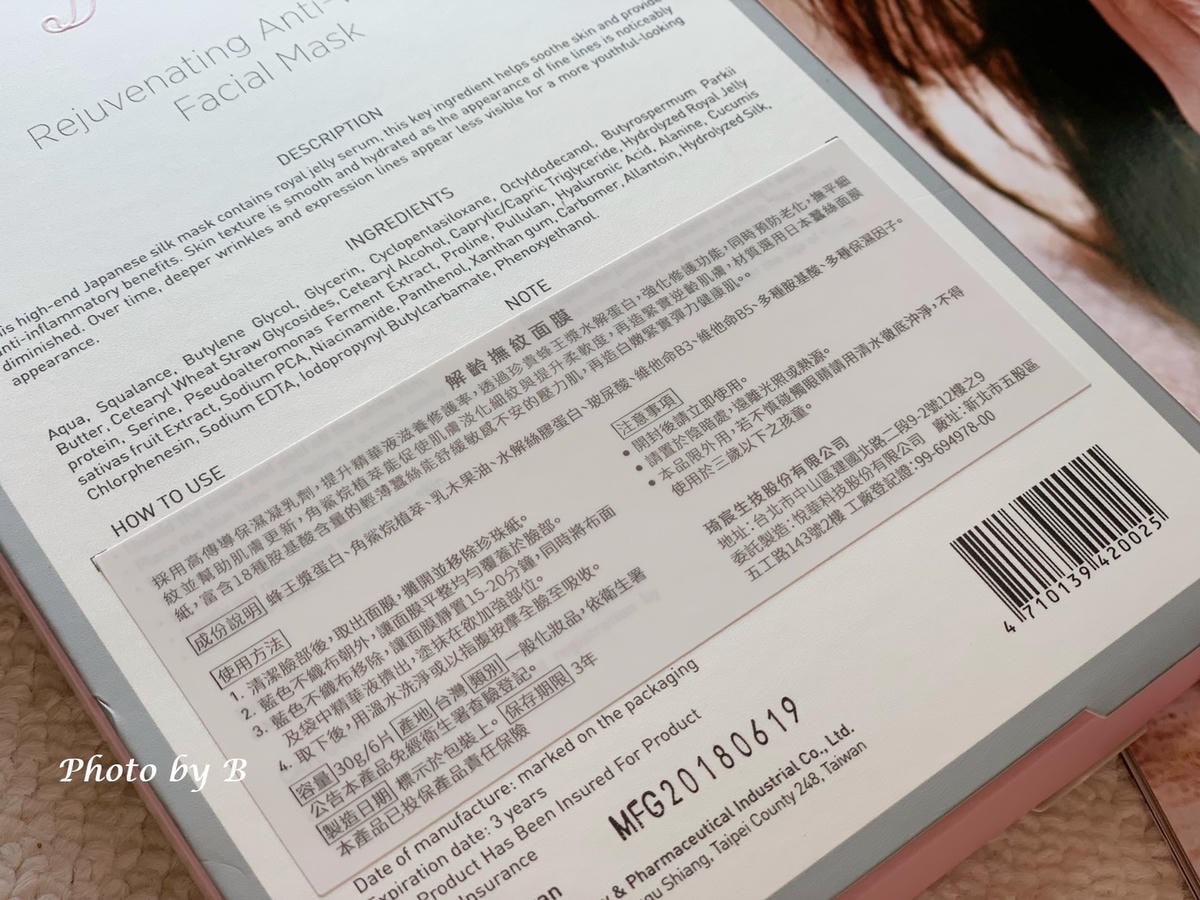 Rejuvenating Anti-
Facial Mask
DESCRIPTION
high-end Japanese silk mask contains royal jelly serum, this key ingredient helps soothe skin and provide
anti-inflammatory benefits. Skin texture is smooth and hydrated as the appearance of fine lines is noticeably
diminished. Over time, deeper wrinkles and expression lines appear less visible for a more youthful-looking
appearance.
INGREDIENTS
Aqua, Squalance, Butylene Glycol, Glycerin, Cyclopentasiloxane, Octyldodecanol, Butyrospermum Parkii
Butter, Cetearyl Wheat Straw Glycosides, Cetearyl Alcohol, Caprylic/Capric Triglyceride, Hydrolyzed Royal Jelly
protein, Serine, Pseudoalteromonas Ferment Extract, Proline, Pullulan, Hyaluronic Acid, Alanine, Cucumis
sativas fruit Extract, Sodium PCA, Niacinamide, Panthenol, Xanthan gum, Carbomer, Allantoin, Hydrolyzed Silk,
Chlorphenesin, Sodium EDTA, Iodopropynyl Butylcarbamate, Phenoxyethanol.
HOW TO USE
NOTE
解齡撫紋面膜
採用高傳導保濕凝乳劑，提升精華液滋養修護率，透過珍貴蜂王漿水解蛋白，強化修護功能，同時預防老化，撫平細
紋並幫助肌膚更新，角鯊烷植萃能促使肌膚淡化細紋與提升柔軟度，再造緊實逆齡肌膚，材質選用日本蠶絲面膜
紙，富含18種胺基酸含量的輕薄蠶絲能舒緩敏感不安的壓力肌，再造白嫩緊實彈力健康肌。。
成份說明 蜂王漿蛋白、角鯊烷植萃、乳木果油、水解絲膠蛋白、玻尿酸、維他命B3、維他命B5、多種胺基酸、多種保濕因子。
使用方法
1. 清潔臉部後，取出面膜，攤開並移除珍珠紙。
2. 藍色不織布朝外，讓面膜平整均勻覆蓋於臉部。
3. 藍色不織布移除，讓面膜靜置15-20分鐘，同時將布面
及袋中精華液擠出，塗抹在欲加強部位。
4. 取下後，用溫水洗淨或以指腹按摩全臉至吸收。
容量 30g/6片 產地 台灣 類別 一般化妝品，依衛生署
公告本產品免經衛生署查驗登記。
製造日期 標示於包裝上。 保存期限 3年
本產品已投保產品責任保險
注意事項
• 開封後請立即使用。
• 請置於陰暗處，遠離光照或熱源。
• 本品限外用，若不慎碰觸眼睛請用清水徹底沖淨，不得
使用於三歲以下之孩童。
琦宸生技股份有限公司
地址：台北市中山區建國北路二段9-2號12樓之9
委託製造：悅華科技股份有限公司 廠址：新北市五股區
五工路143號2樓 工廠登記證：99-694978-00
4 710139 420025
Date of manufacture: marked on the packaging
Expiration date: 3 years
Product Has Been Insured For Product
Insurance
MFG20180619
y & Pharmaceutical Industrial Co., Ltd.
Shiang, Taipei County 248, Taiwan
Photo by B